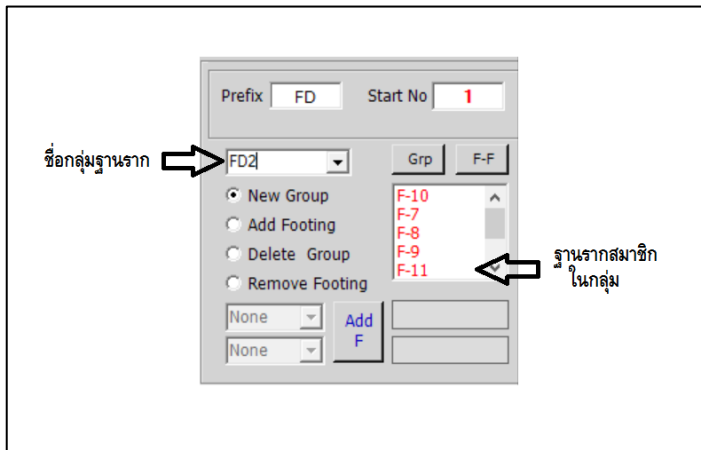 Prefix FD Start No 1
ชื่อกลุ่มฐานราก FD2 Grp F-F
New Group
Add Footing
Delete Group
Remove Footing
F-10
F-7
F-8
F-9
F-11
ฐานรากสมาชิก
ในกลุ่ม
None
None
Add
F